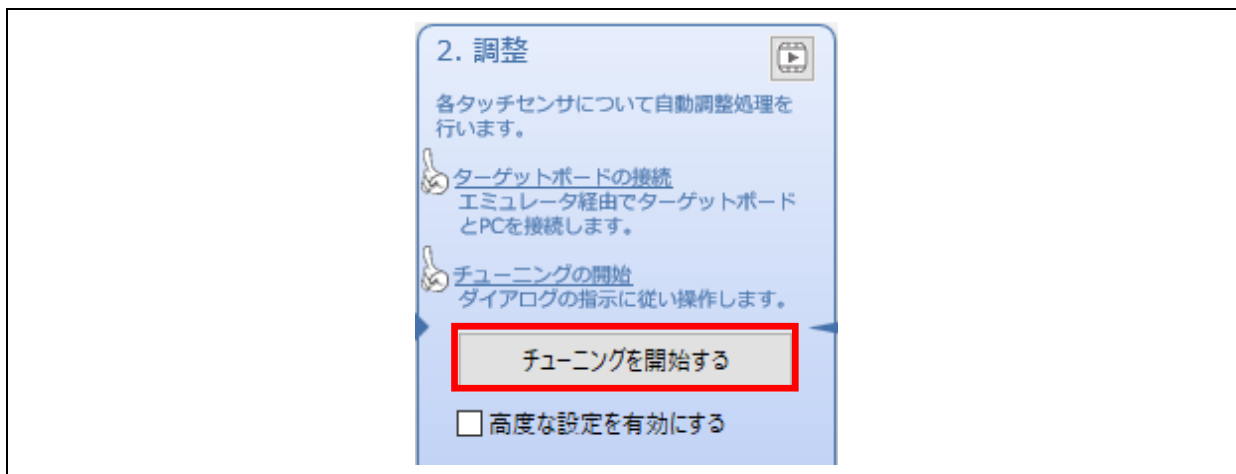 2. 調整
各タッチセンサについて自動調整処理を
行います。
ターゲットボードの接続
エミュレータ経由でターゲットボード
とPCを接続します。
チューニングの開始
ダイアログの指示に従い操作します。
チューニングを開始する
高度な設定を有効にする